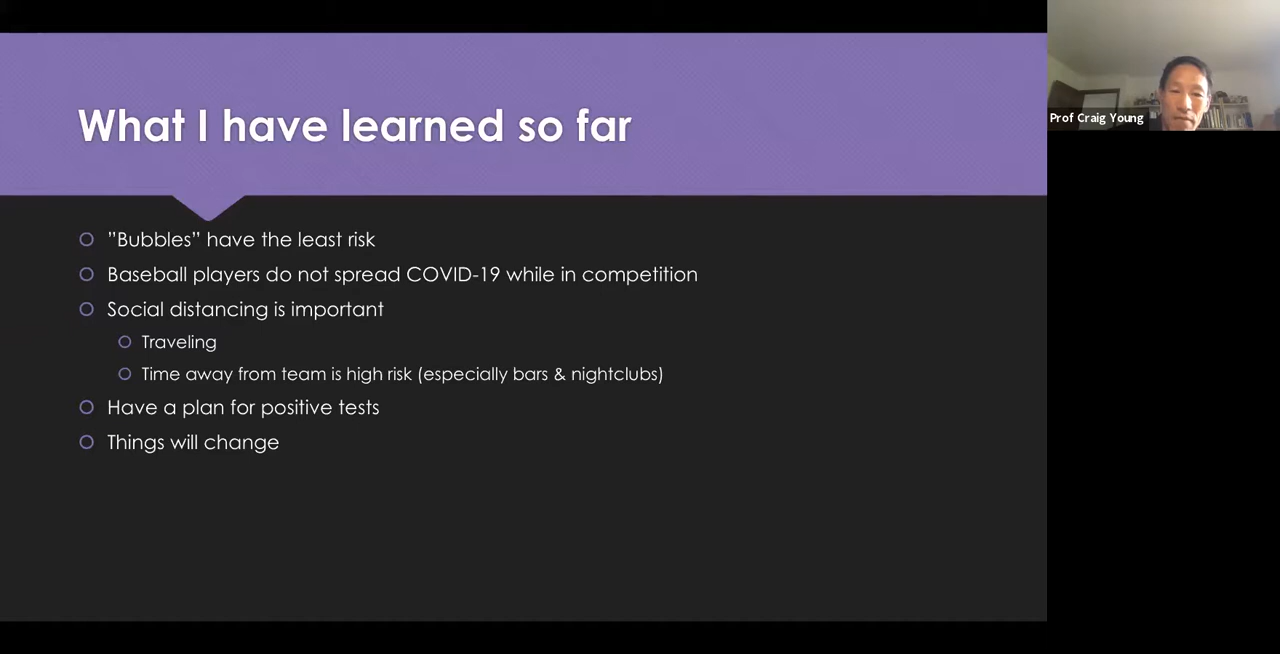 What I have learned so far
”Bubbles” have the least risk
Baseball players do not spread COVID-19 while in competition
Social distancing is important
Traveling
Time away from team is high risk (especially bars & nightclubs)
Have a plan for positive tests
Things will change
Prof Craig Young